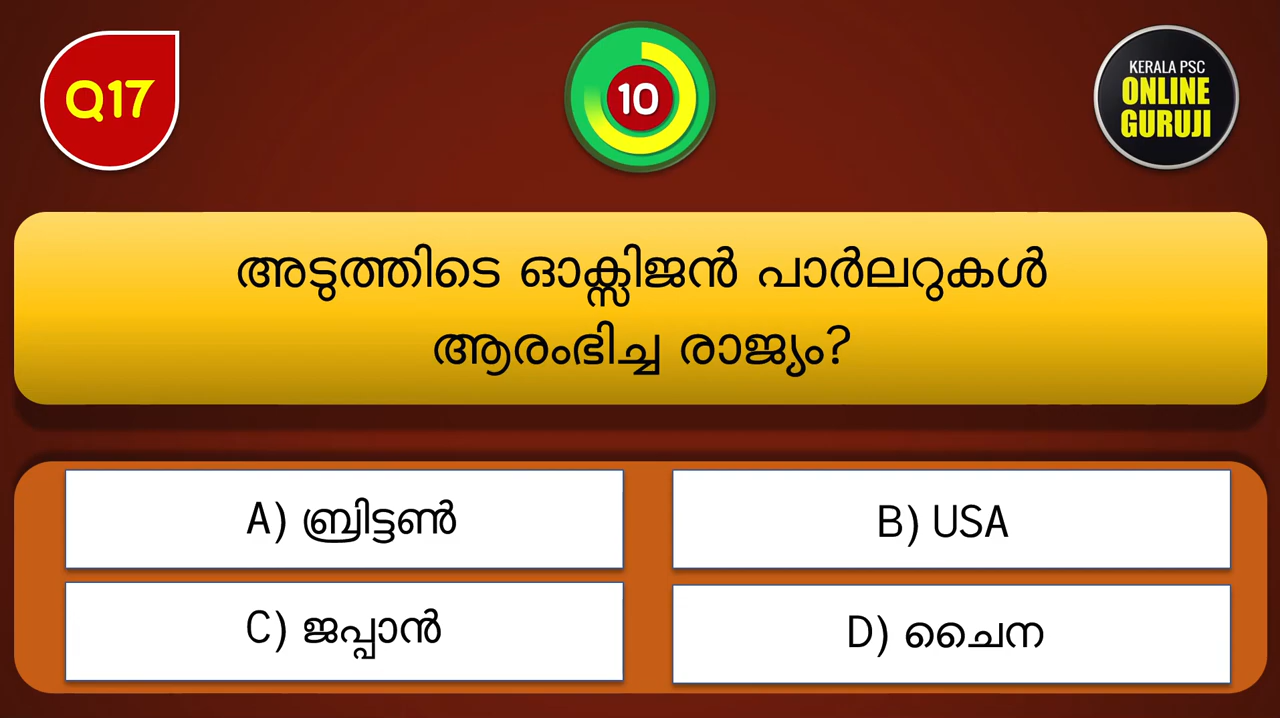 Q17
10
KERALA PSC
ONLINE
GURUJI
അടുത്തിടെ ഓക്സിജൻ പാർലറുകൾ
ആരംഭിച്ച രാജ്യം?
A) ബ്രിട്ടൺ
B) USA
C) ജപ്പാൻ
D) ചൈന